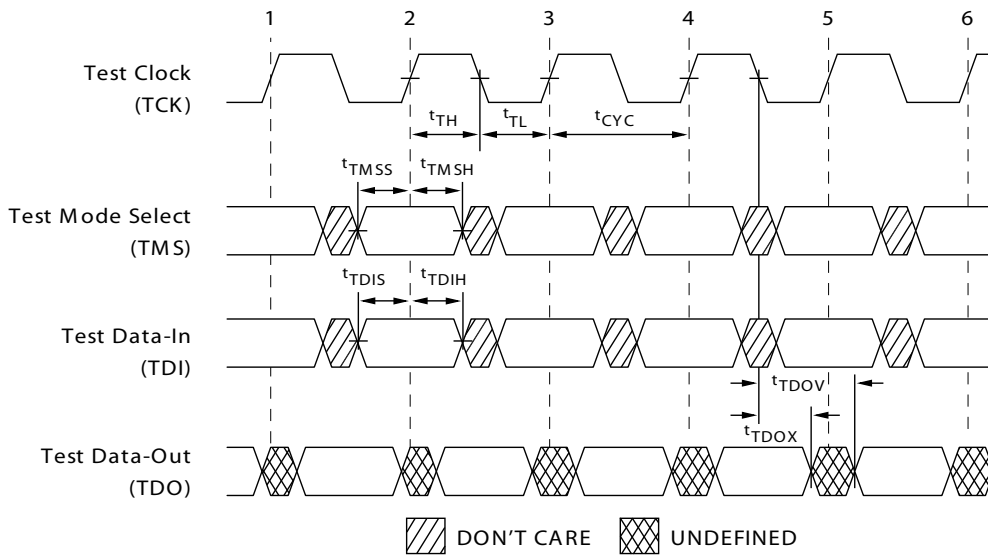 1 2 3 4 5 6
Test Clock
(TCK)
tTH tTL tCYC
tTMSS tTMSH
Test Mode Select
(TMS)
tTDIS tTDIH
Test Data-In
(TDI)
tTDOV
tTDOX
Test Data-Out
(TDO)
DON'T CARE UNDEFINED